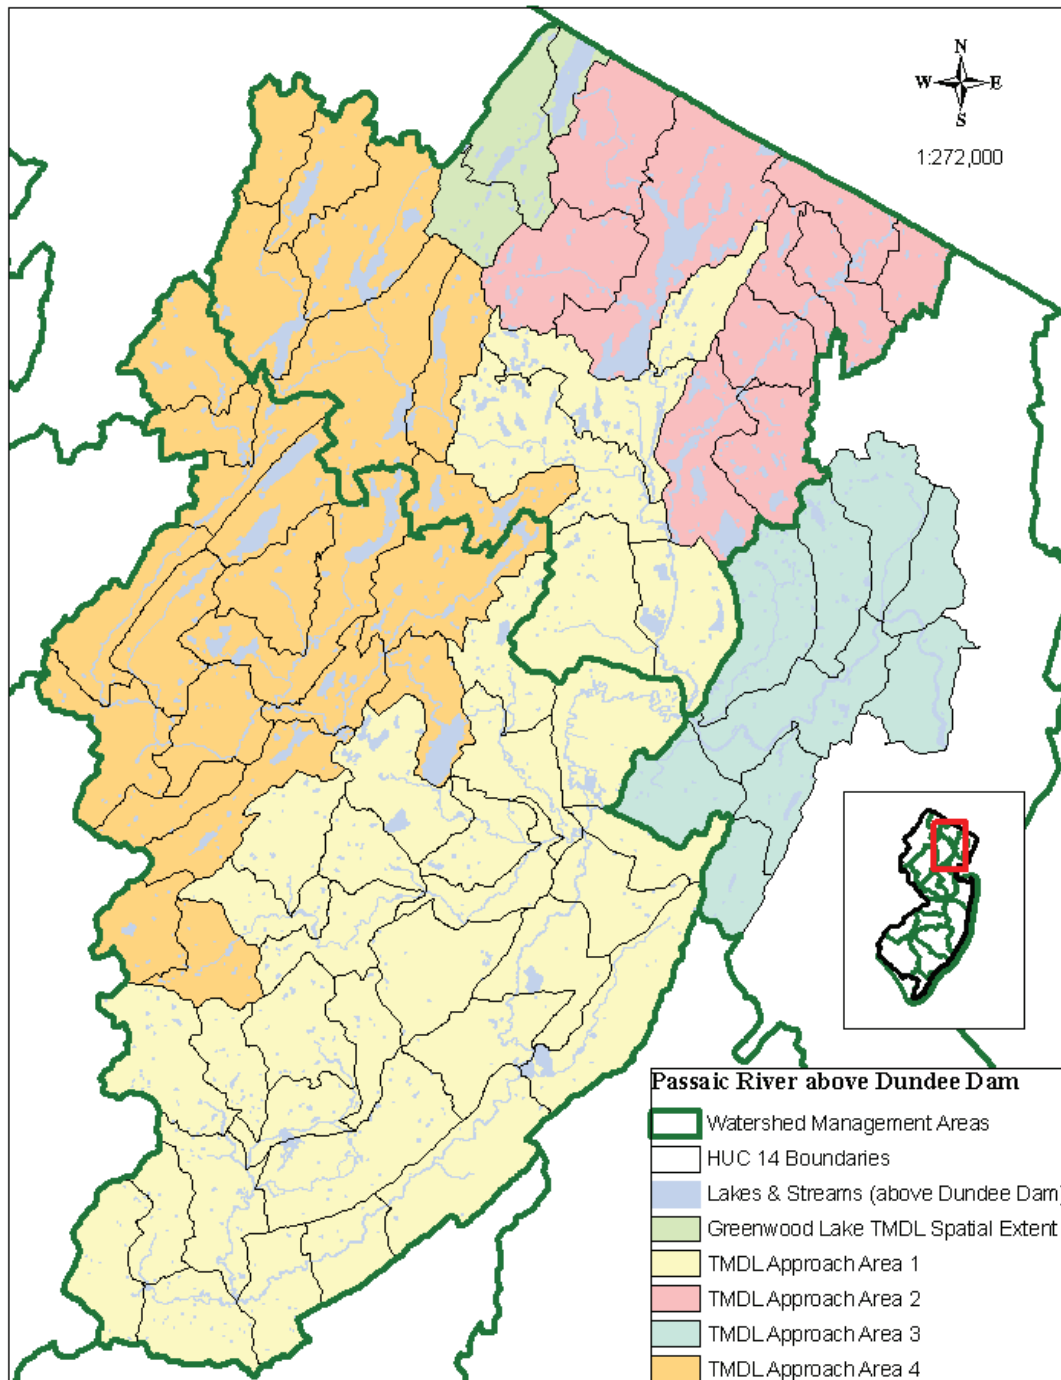 N
W E
S
1:272,000
Passaic River above Dundee Dam
Watershed Management Areas
HUC 14 Boundaries
Lakes & Streams (above Dundee Dam)
Greenwood Lake TMDL Spatial Extent
TMDL Approach Area 1
TMDL Approach Area 2
TMDL Approach Area 3
TMDL Approach Area 4